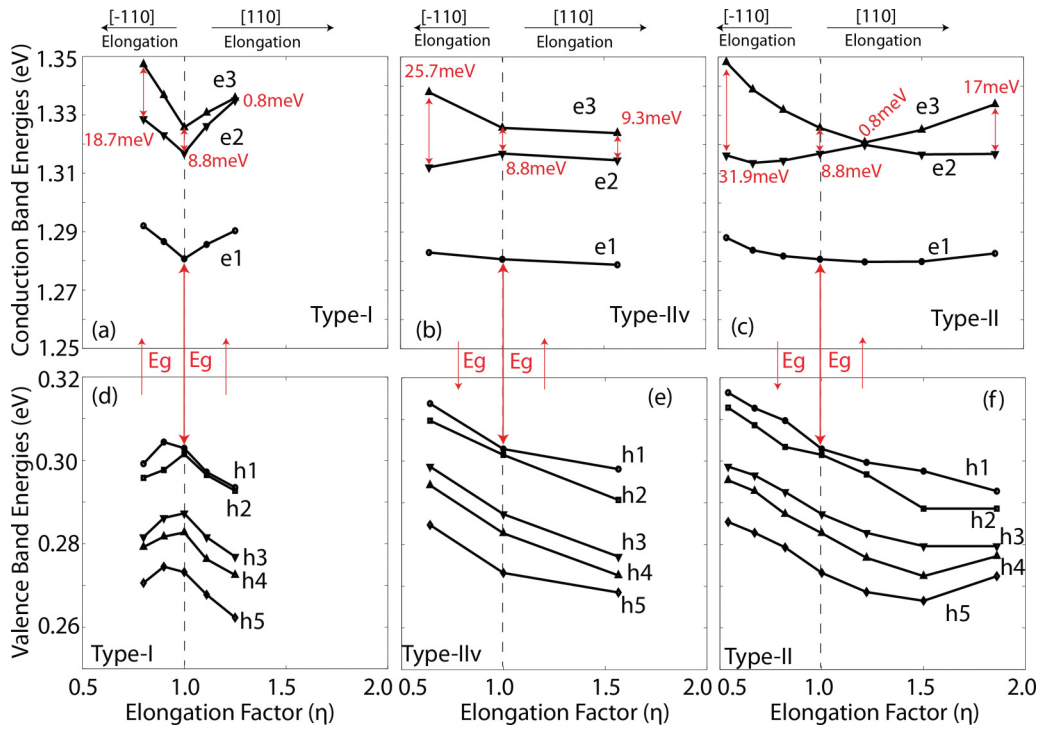 [-110] [110] [-110] [110] [-110] [110]
Elongation Elongation Elongation Elongation Elongation Elongation
Conduction Band Energies (eV)
1.35
1.33
1.31
1.29
1.27
1.25
e3
0.8meV
e2
18.7meV
8.8meV
e1
Type-I
(a)
25.7meV
e3
9.3meV
8.8meV
e2
e1
(b)
Type-IIv
17meV
e3
0.8meV
31.9meV
8.8meV
e2
e1
(c)
Type-II
Eg Eg
Eg Eg
Eg Eg
Valence Band Energies (eV)
0.32
0.30
0.28
0.26
(d)
h1
h2
h3
h4
h5
Type-I
(e)
h1
h2
h3
h4
h5
Type-IIv
(f)
h1
h2
h3
h4
h5
Type-II
0.5 1.0 1.5 2.0 0.5 1.0 1.5 2.0 0.5 1.0 1.5 2.0
Elongation Factor (η) Elongation Factor (η) Elongation Factor (η)